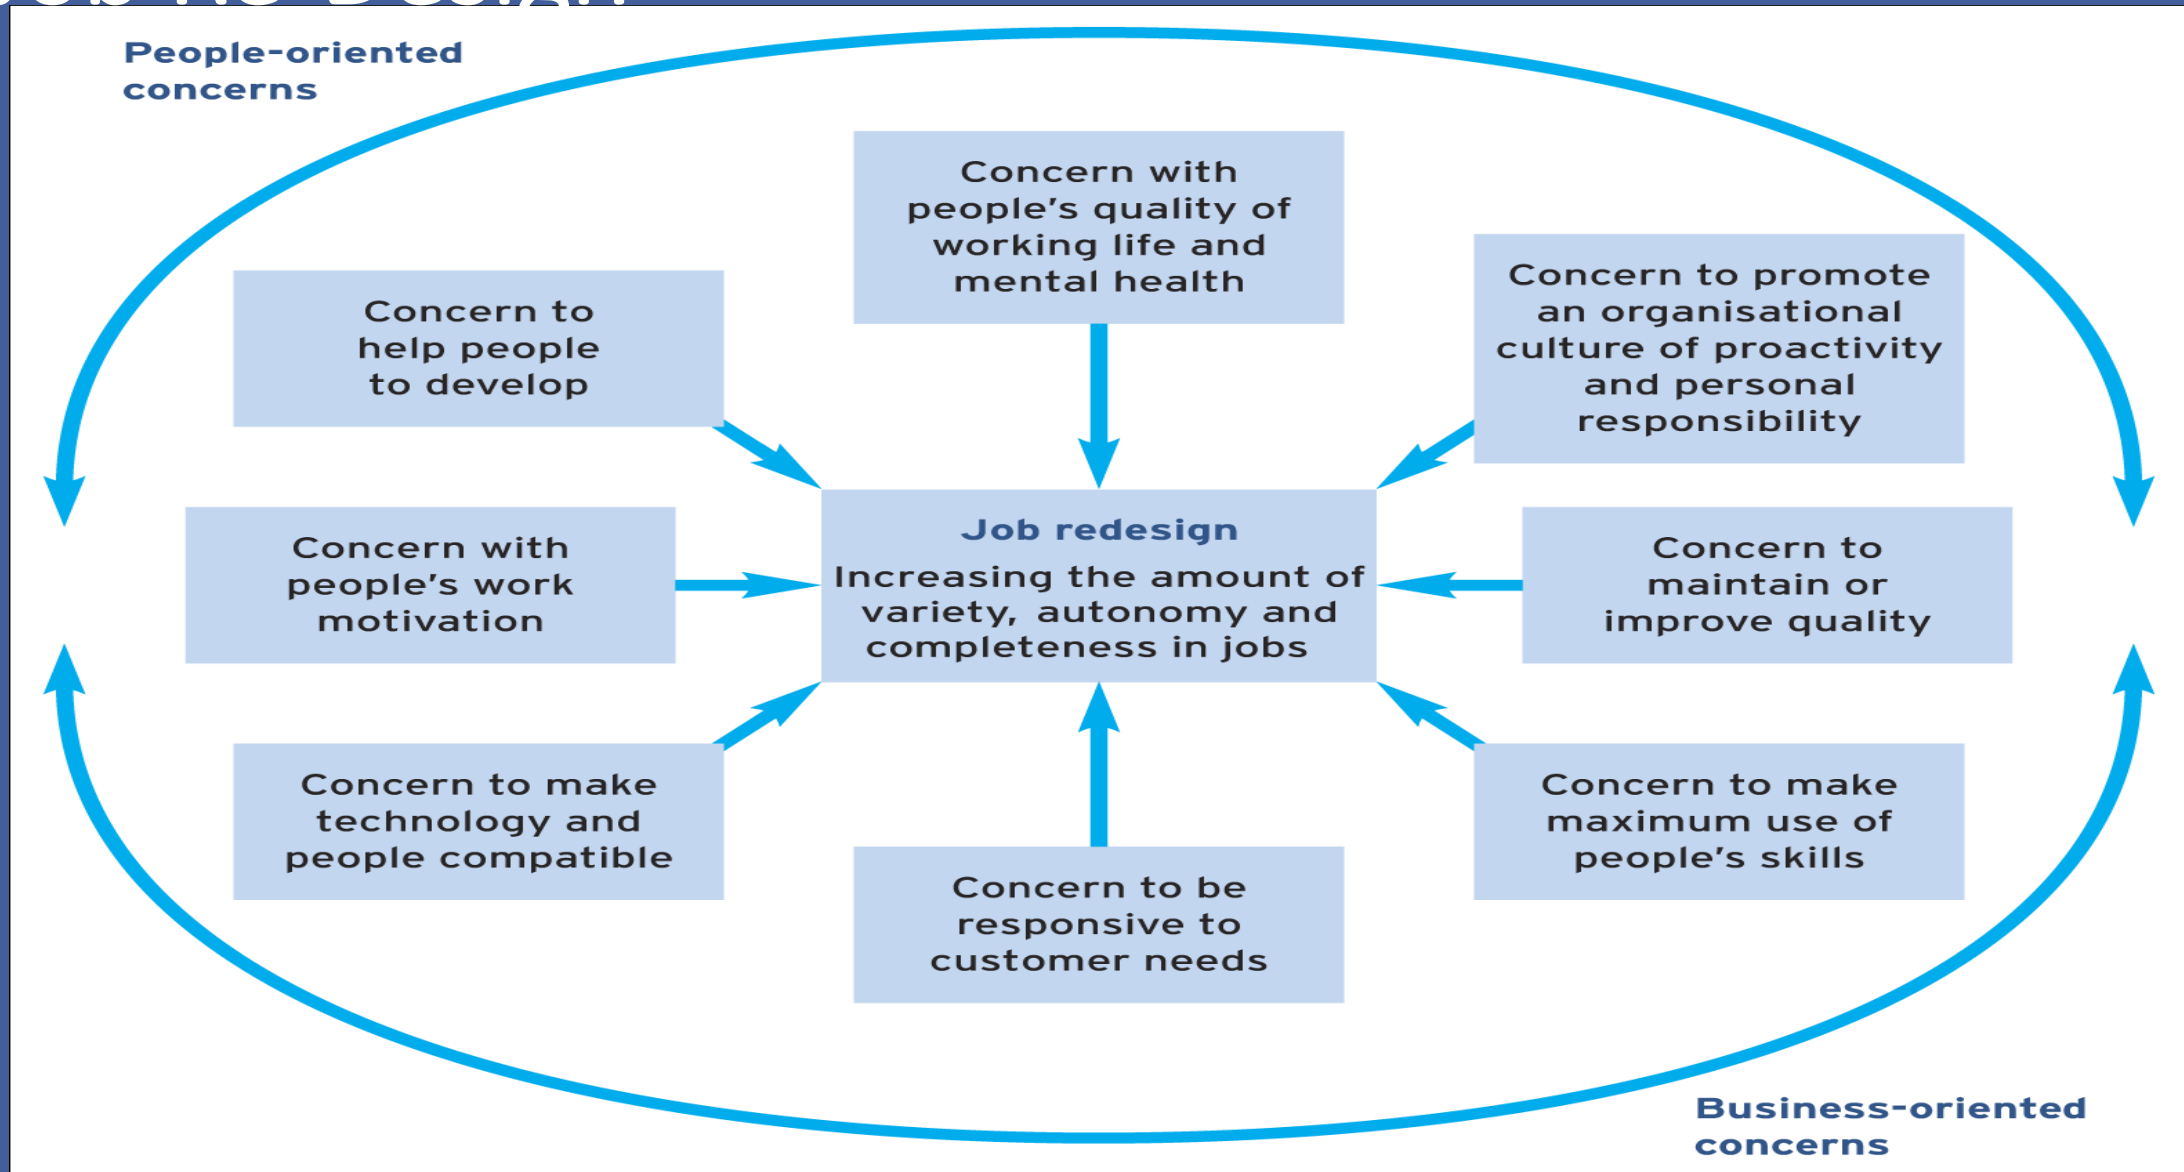 Job Re Design
People-oriented
concerns
Concern with
people's quality of
working life and
mental health
Concern to promote
an organisational
culture of proactivity
and personal
responsibility
Concern to
help people
to develop
Job redesign
Increasing the amount of
variety, autonomy and
completeness in jobs
Concern with
people's work
motivation
Concern to
maintain or
improve quality
Concern to make
technology and
people compatible
Concern to be
responsive to
customer needs
Concern to make
maximum use of
people's skills
Business-oriented
concerns